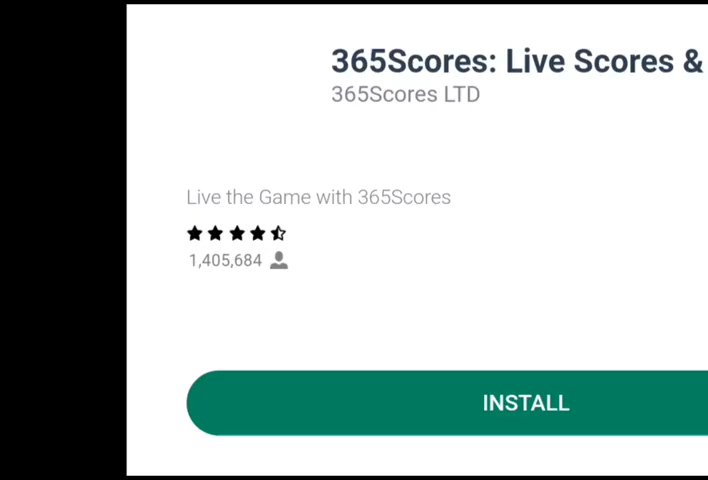 365Scores: Live Scores &
365Scores LTD
Live the Game with 365Scores
1,405,684
INSTALL